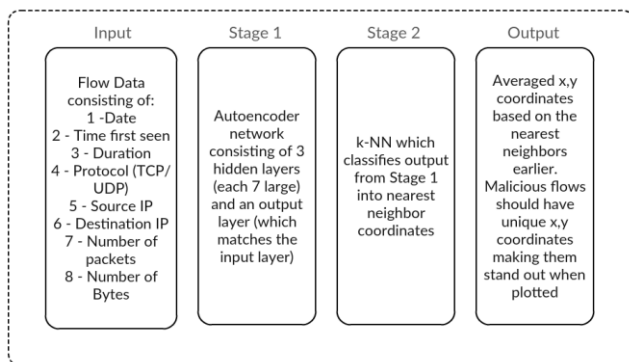 Input
Flow Data
consisting of:
1 -Date
2 - Time first seen
3 - Duration
4 - Protocol (TCP/
UDP)
5 - Source IP
6 - Destination IP
7 - Number of
packets
8 - Number of
Bytes
Stage 1
Autoencoder
network
consisting of 3
hidden layers
(each 7 large)
and an output
layer (which
matches the
input layer)
Stage 2
k-NN which
classifies output
from Stage 1
into nearest
neighbor
coordinates
Output
Averaged x,y
coordinates
based on the
nearest
neighbors
earlier.
Malicious flows
should have
unique x,y
coordinates
making them
stand out when
plotted